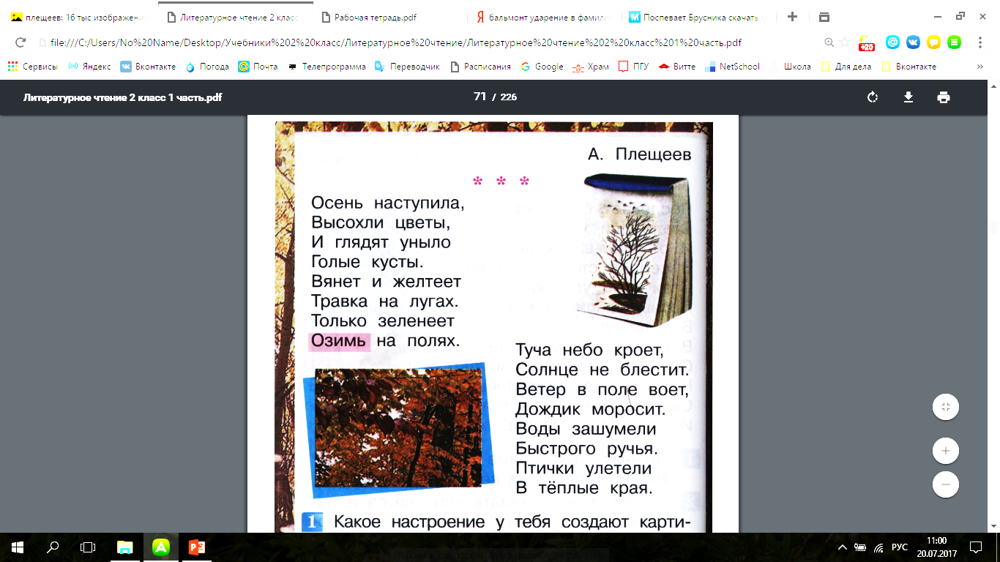 плещеев: 16 тыс изображени
Литературное чтение 2 класс
Рабочая тетрадь.pdf
бальмонт ударение в фамили
Поспевает Брусника скачать
file:///C:/Users/No%20Name/Desktop/Учебники%202%20класс/Литературное%20чтение/Литературное%20чтение%202%20класс%201%20часть.pdf
+20
Сервисы Яндекс Вконтакте Погода Почта Телепрограмма Переводчик Расписания Google Храм ПГУ Витте NetSchool Школа Для дела Вконтакте
Литературное чтение 2 класс 1 часть.pdf
71 / 226
А. Плещеев
* * *
Осень наступила,
Высохли цветы,
И глядят уныло
Голые кусты.
Вянет и желтеет
Травка на лугах.
Только зеленеет
Озимь на полях.
Туча небо кроет,
Солнце не блестит.
Ветер в поле воет,
Дождик моросит.
Воды зашумели
Быстрого ручья.
Птички улетели
В тёплые края.
1 Какое настроение у тебя создают карти-
РУС
11:00
20.07.2017